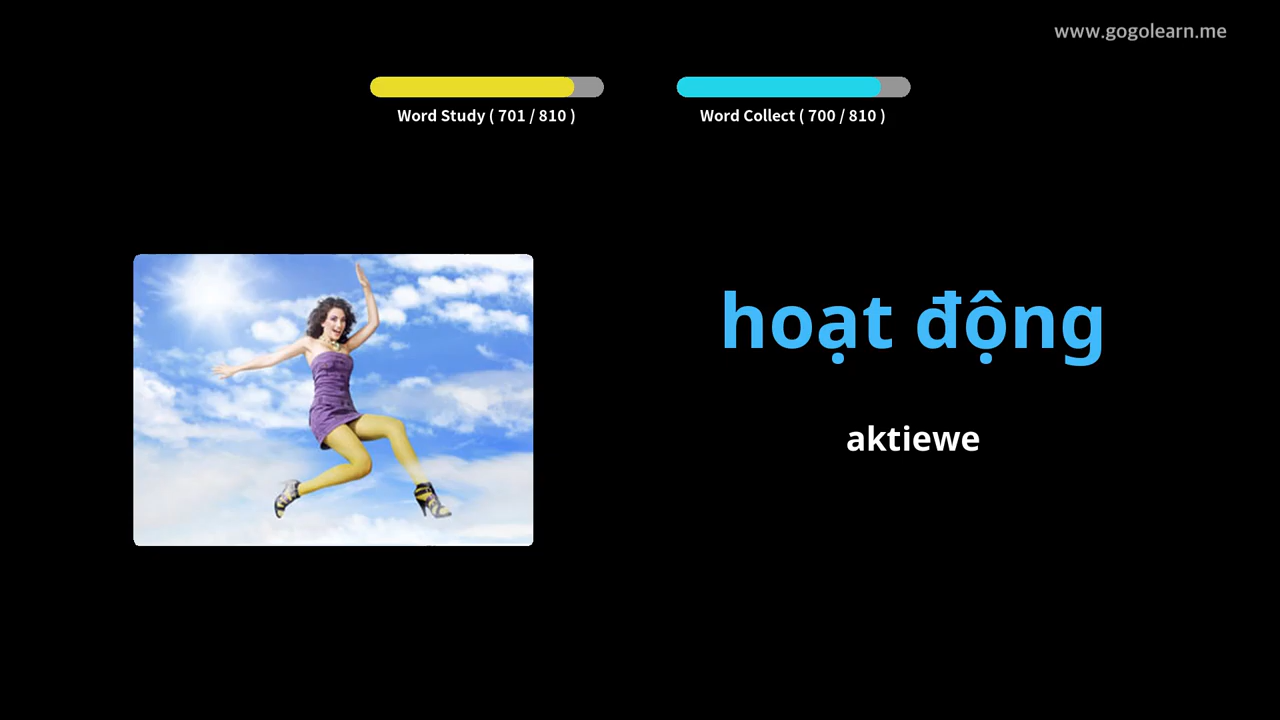 www.gogolearn.me
Word Study ( 701 / 810 )
Word Collect ( 700 / 810 )
hoạt động
aktiewe